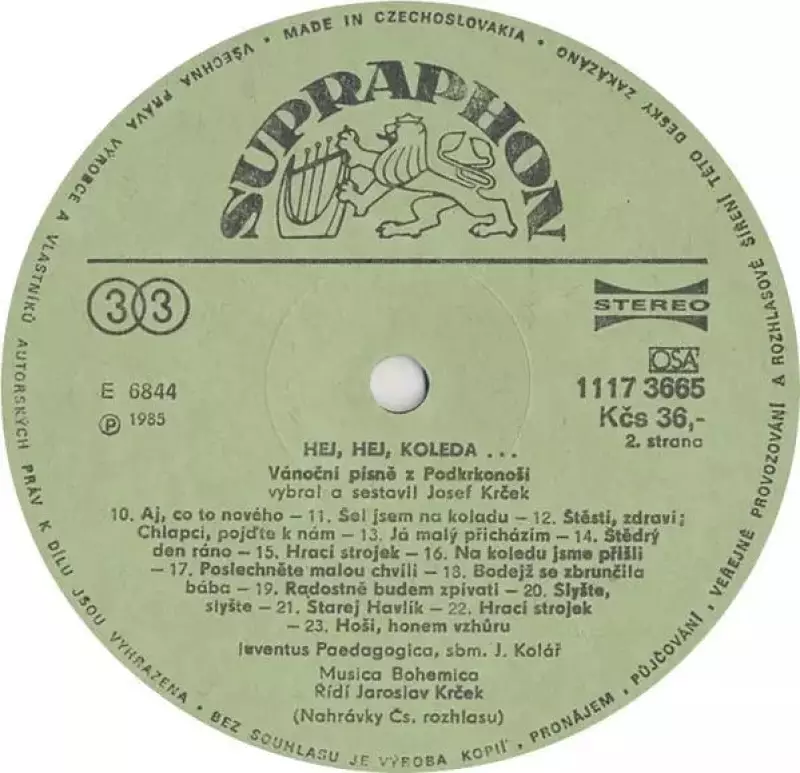 VŠECHNA PRÁVA VÝROBCE A VLASTNÍKŮ AUTORSKÝCH PRÁV K DÍLU JSOU VYHRAZENA • BEZ SOUHLASU JE VÝROBA KOPIÍ, PRONÁJEM, PŮJČOVÁNÍ, VEŘEJNÉ PROVOZOVÁNÍ A ROZHLASOVÉ ŠÍŘENÍ TÉTO DESKY ZAKÁZÁNO • MADE IN CZECHOSLOVAKIA •
SUPRAPHON
33
STEREO
OSA
E 6844
1117 3665
Ⓟ 1985
Kčs 36,-
2. strana
HEJ, HEJ, KOLEDA ...
Vánoční písně z Podkrkonoší
vybral a sestavil Josef Krček
10. Aj, co to nového – 11. Šel jsem na koladu – 12. Štěstí, zdraví;
Chlapci, pojďte k nám – 13. Já malý přicházím – 14. Štědrý
den ráno – 15. Hrací strojek – 16. Na koledu jsme přišli
– 17. Poslechněte malou chvíli – 18. Bodejž se zbrunčila
bába – 19. Radostně budem zpívati – 20. Slyšte,
slyšte – 21. Starej Havlík – 22. Hrací strojek
– 23. Hoši, honem vzhůru
Iuventus Paedagogica, sbm. J. Kolář
Musica Bohemica
Řídí Jaroslav Krček
(Nahrávky Čs. rozhlasu)